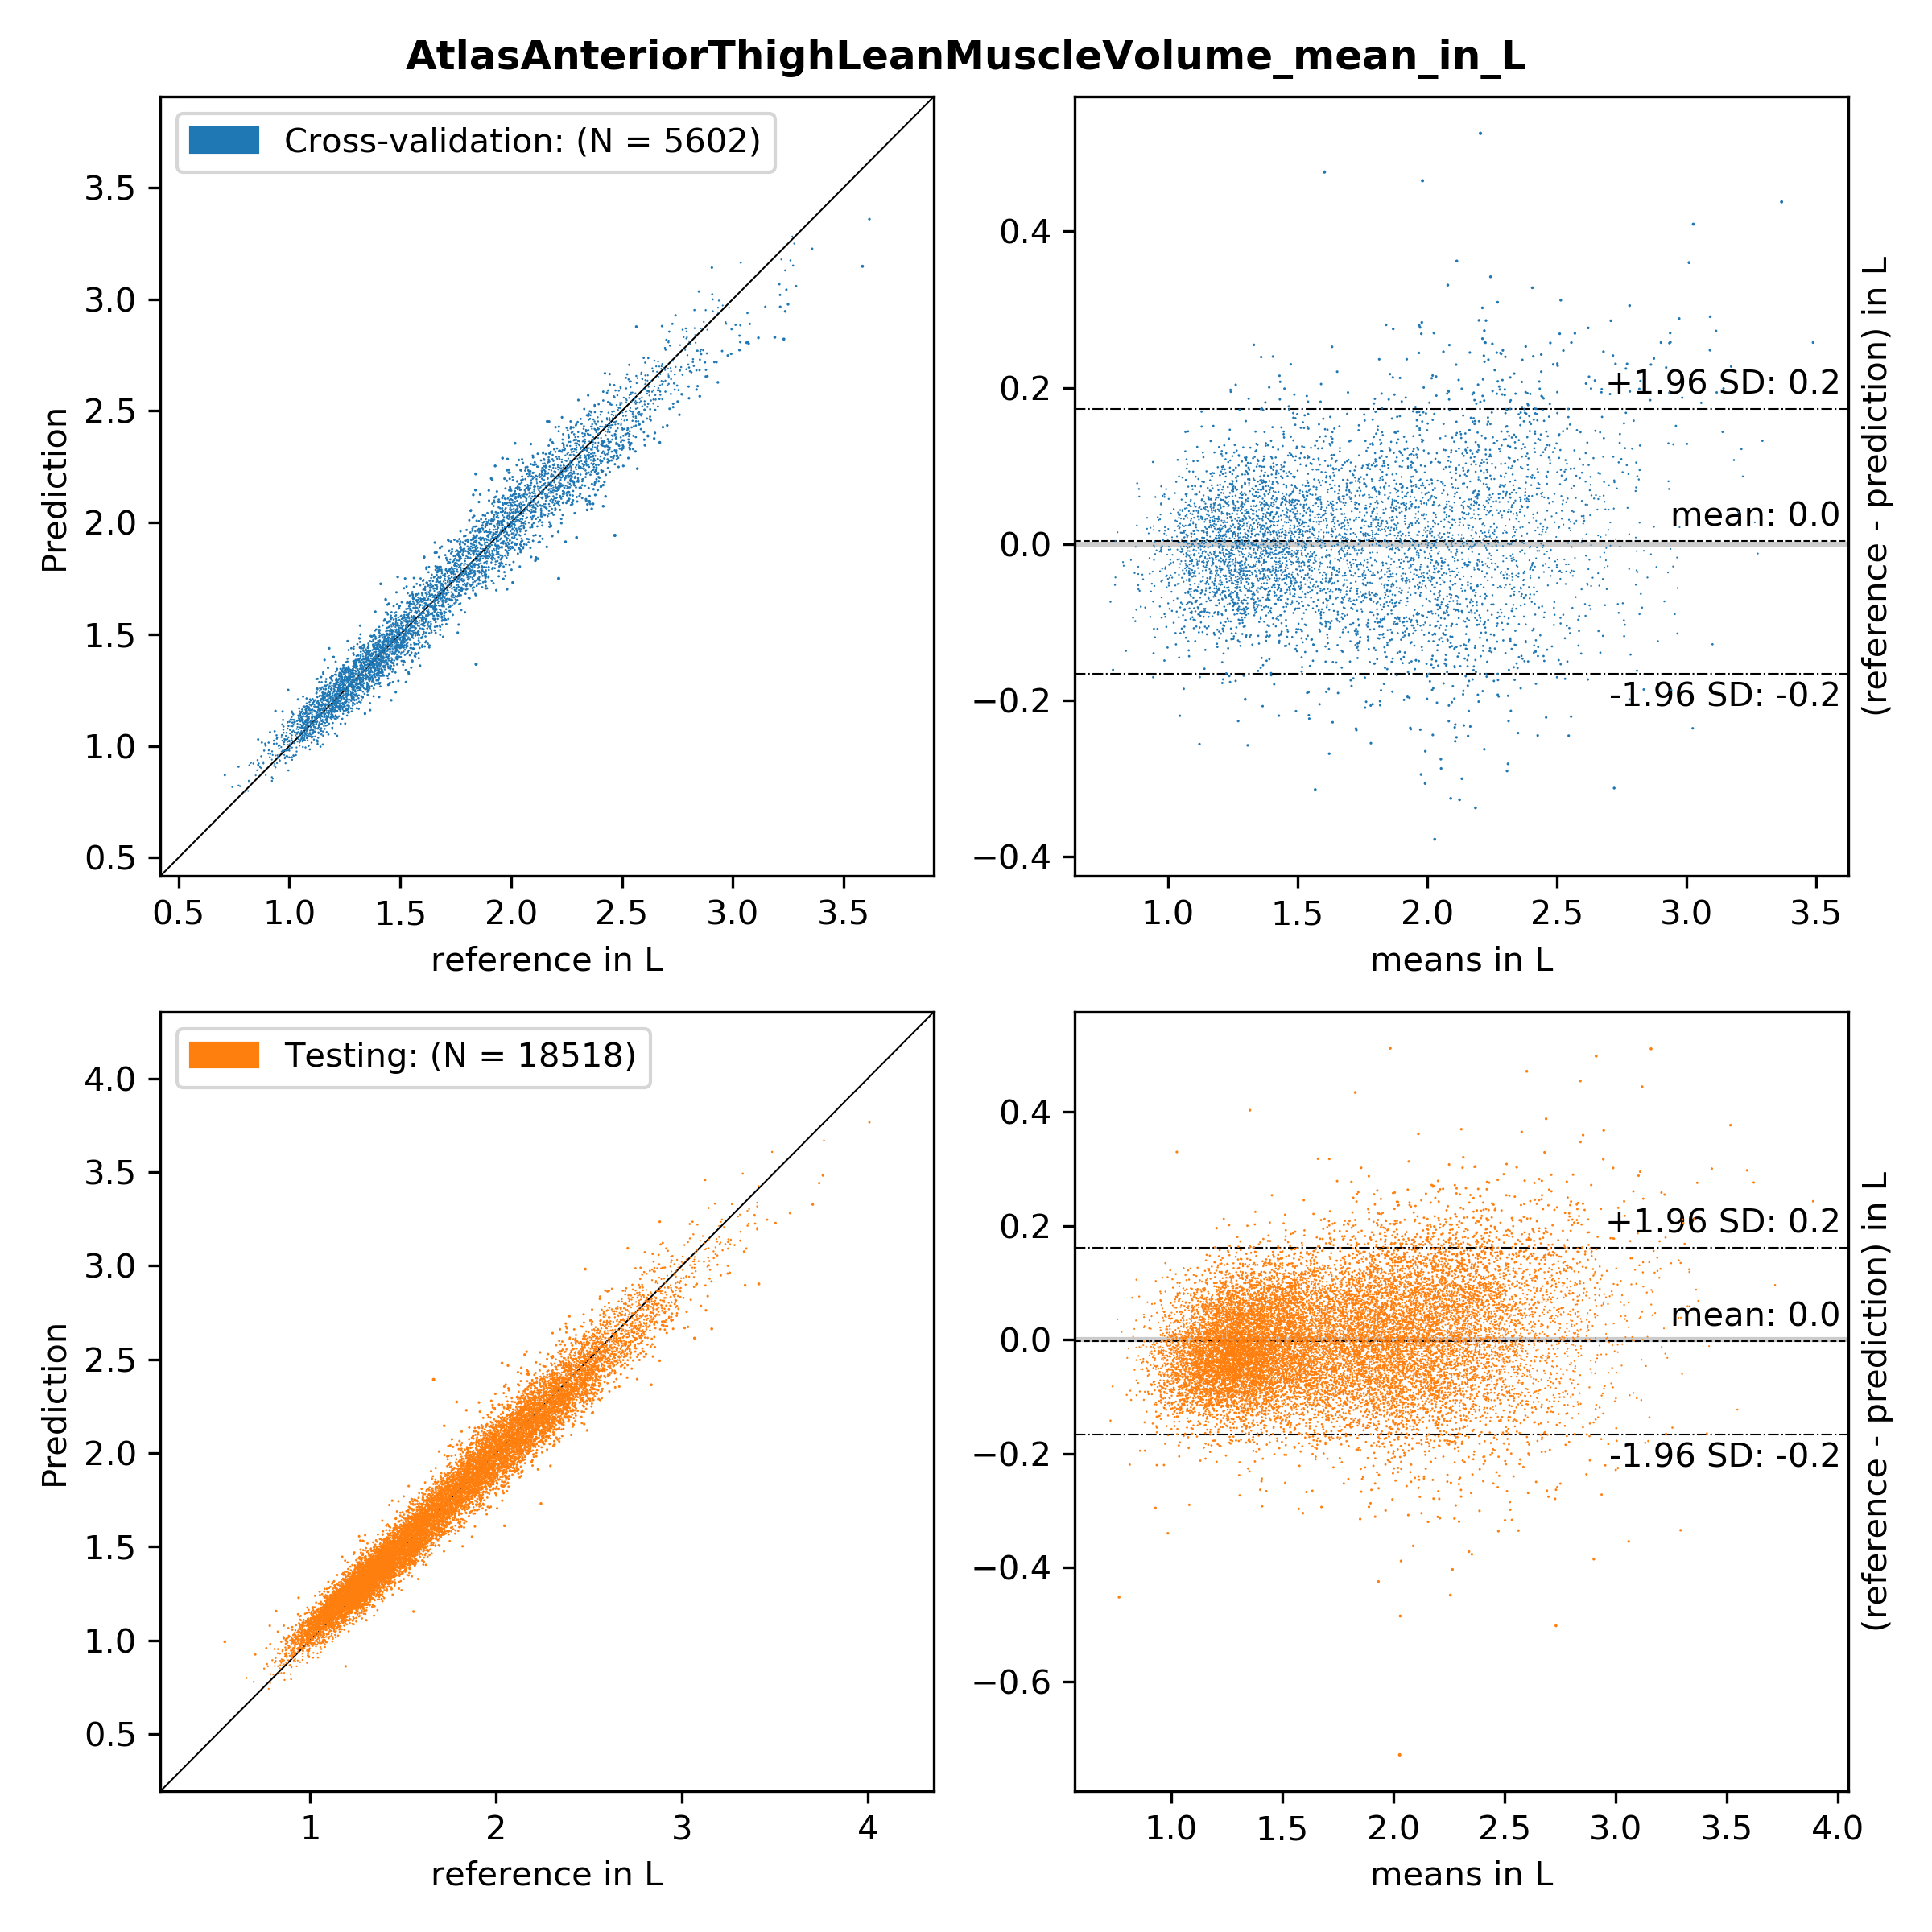 AtlasAnteriorThighLeanMuscleVolume_mean_in_L
Cross-validation: (N = 5602)
Prediction
3.5
3.0
2.5
2.0
1.5
1.0
0.5
0.5 1.0 1.5 2.0 2.5 3.0 3.5
reference in L
0.4
0.2
0.0
−0.2
−0.4
+1.96 SD: 0.2
mean: 0.0
-1.96 SD: -0.2
(reference - prediction) in L
1.0 1.5 2.0 2.5 3.0 3.5
means in L
Testing: (N = 18518)
Prediction
4.0
3.5
3.0
2.5
2.0
1.5
1.0
0.5
1 2 3 4
reference in L
0.4
0.2
0.0
−0.2
−0.4
−0.6
+1.96 SD: 0.2
mean: 0.0
-1.96 SD: -0.2
(reference - prediction) in L
1.0 1.5 2.0 2.5 3.0 3.5 4.0
means in L